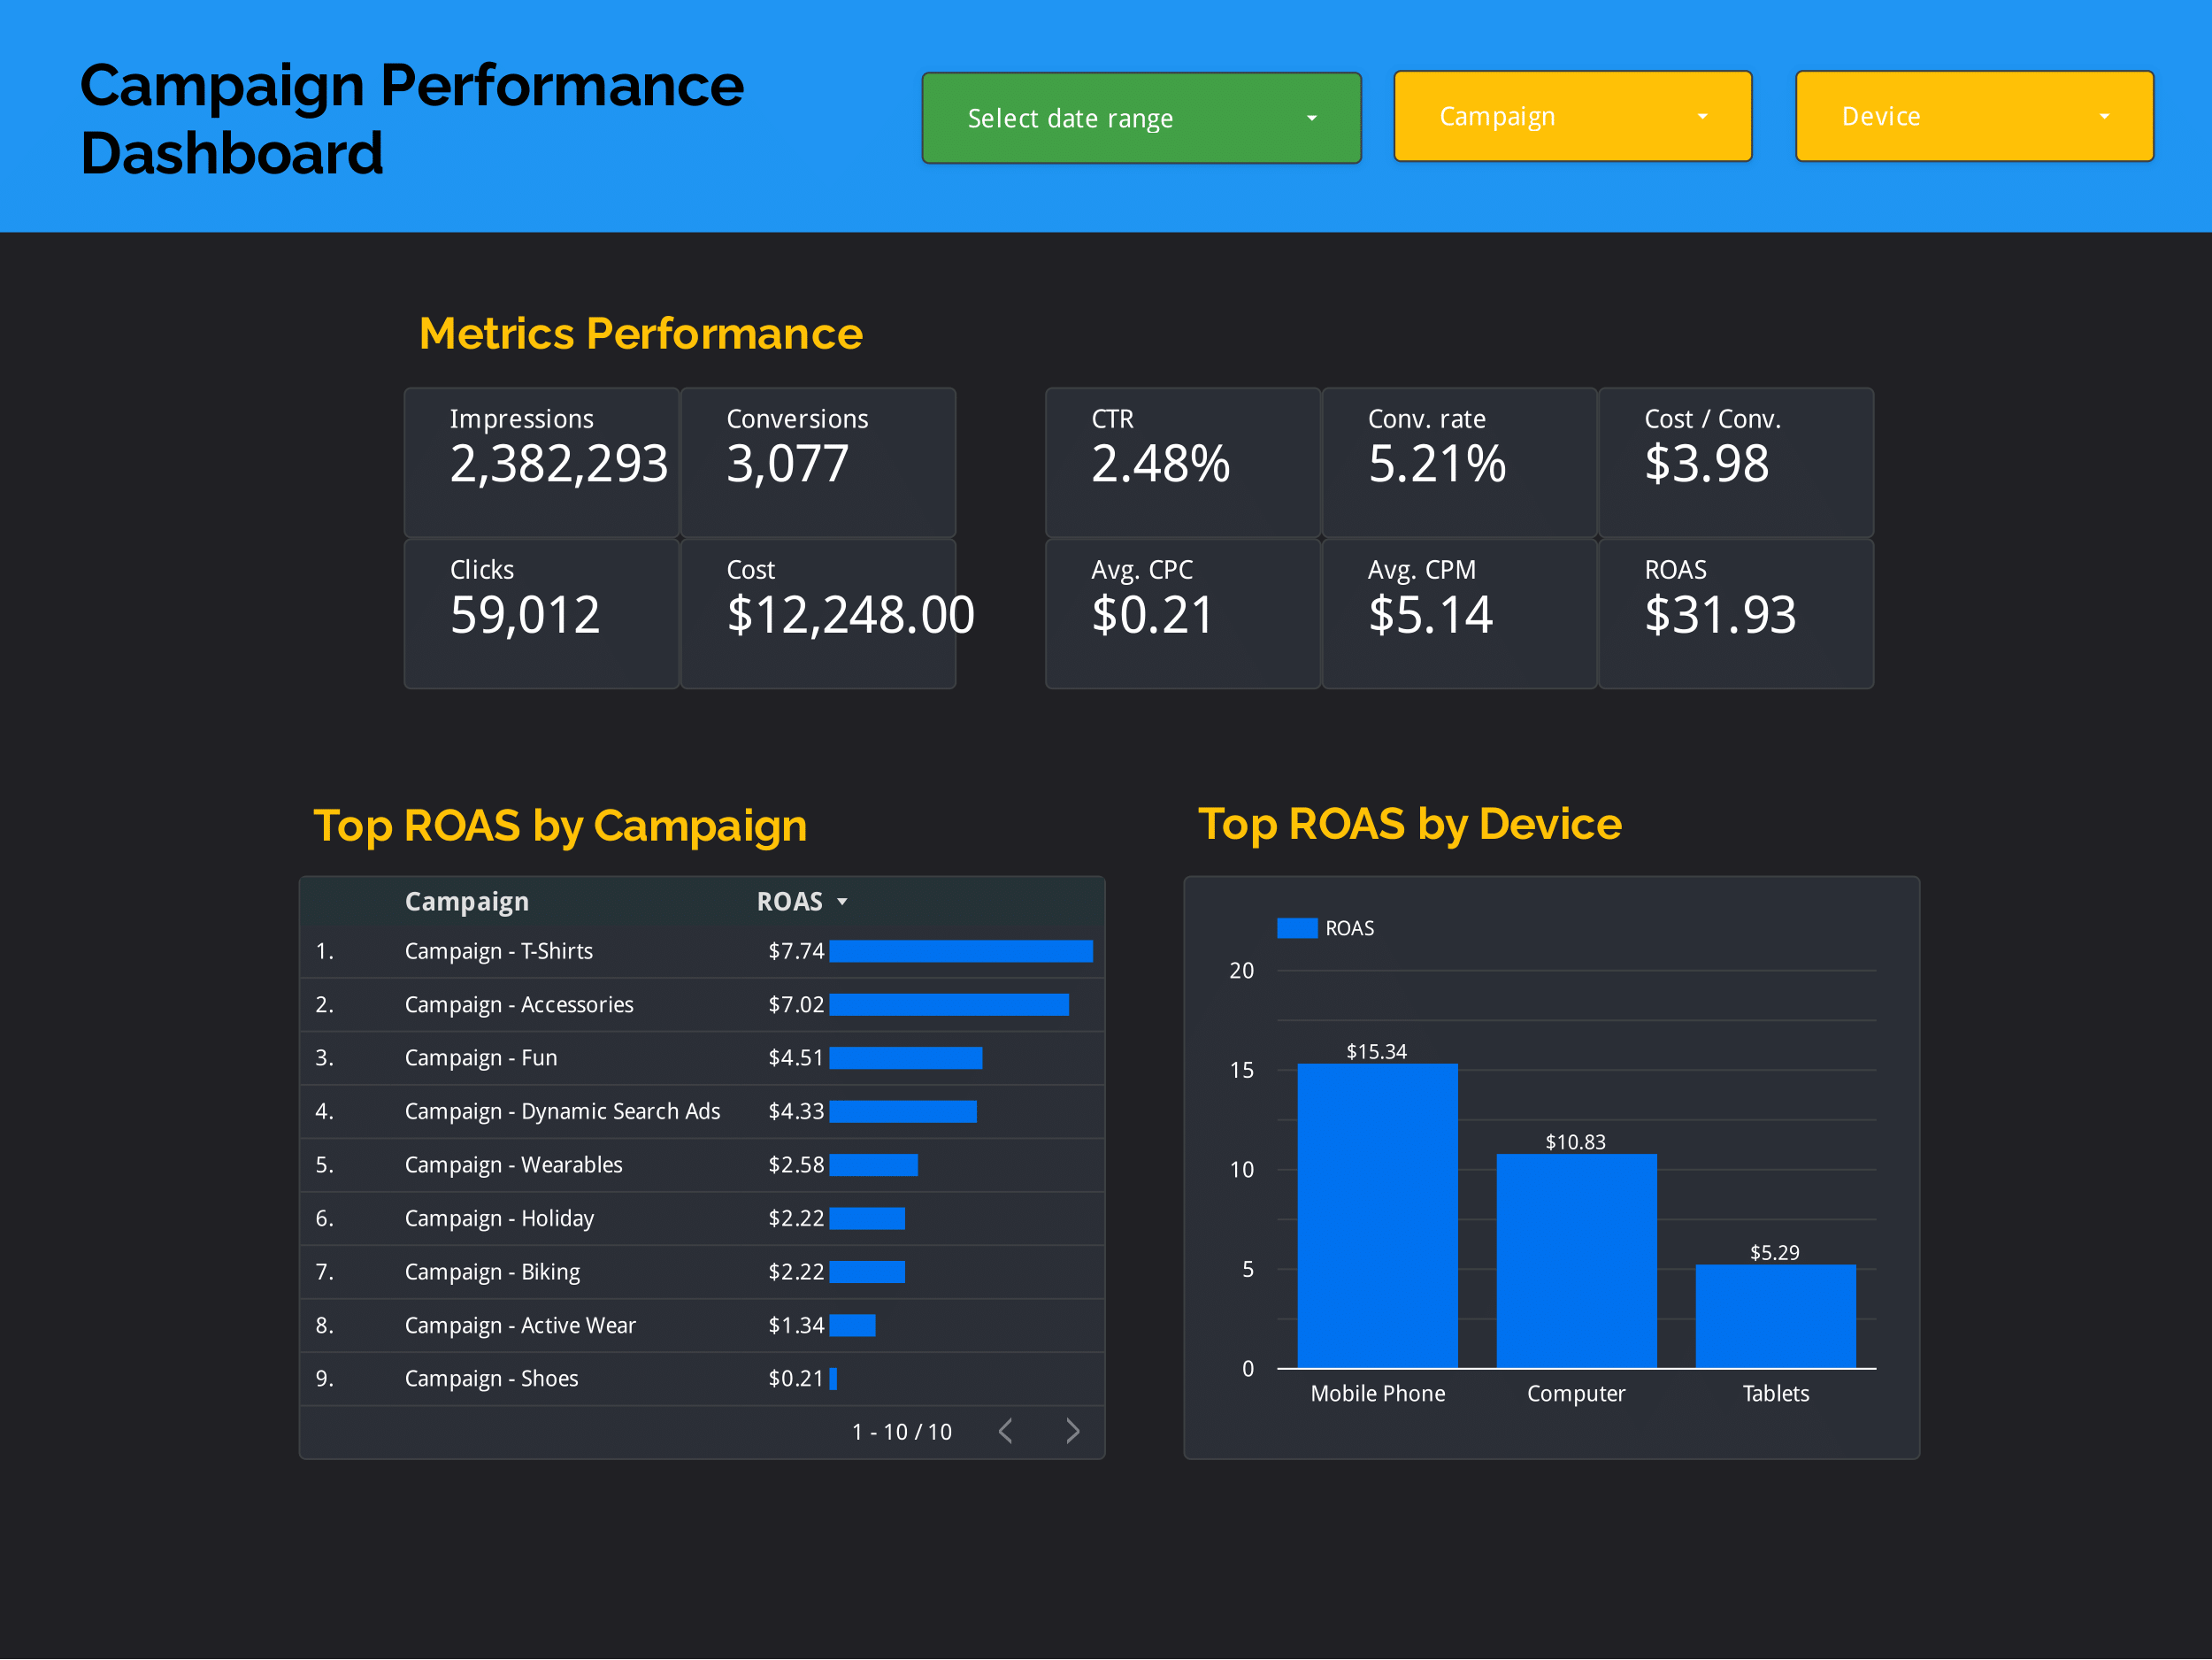 Campaign Performance
Dashboard
Select date range
Campaign
Device
Metrics Performance
Impressions
2,382,293
Conversions
3,077
CTR
2.48%
Conv. rate
5.21%
Cost / Conv.
$3.98
Clicks
59,012
Cost
$12,248.00
Avg. CPC
$0.21
Avg. CPM
$5.14
ROAS
$31.93
Top ROAS by Campaign
Campaign ROAS
1. Campaign - T-Shirts $7.74
2. Campaign - Accessories $7.02
3. Campaign - Fun $4.51
4. Campaign - Dynamic Search Ads $4.33
5. Campaign - Wearables $2.58
6. Campaign - Holiday $2.22
7. Campaign - Biking $2.22
8. Campaign - Active Wear $1.34
9. Campaign - Shoes $0.21
1 - 10 / 10
Top ROAS by Device
ROAS
20
15
10
5
0
$15.34
$10.83
$5.29
Mobile Phone Computer Tablets